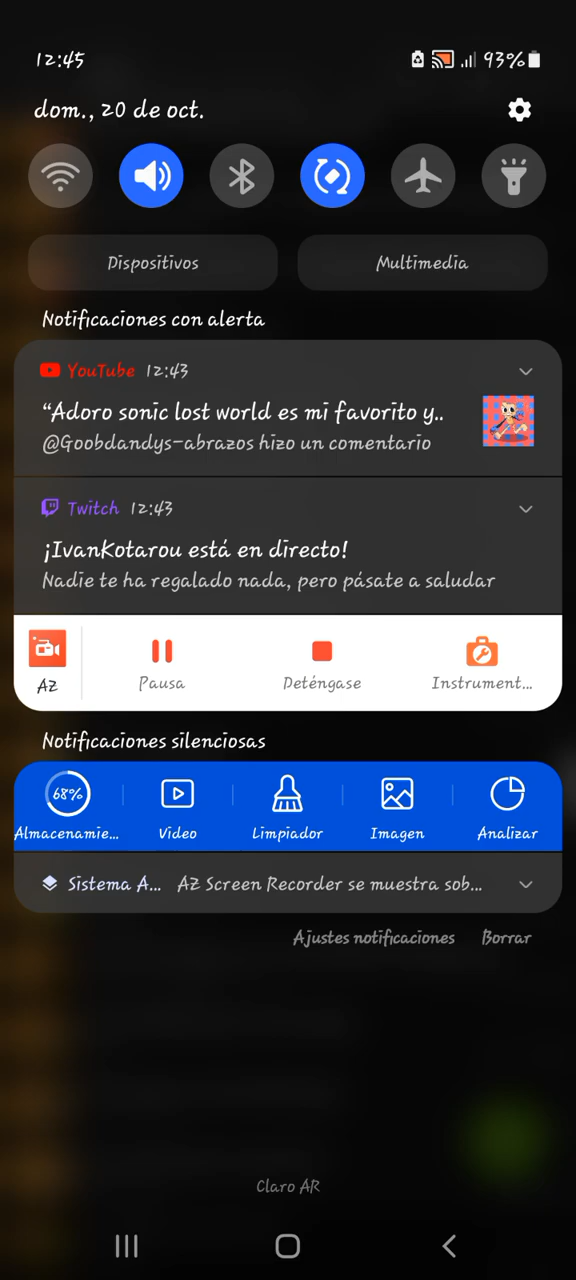 12:45 93%
dom., 20 de oct.
Dispositivos Multimedia
Notificaciones con alerta
YouTube 12:43
“Adoro sonic lost world es mi favorito y..
@Goobdandys-abrazos hizo un comentario
Twitch 12:43
¡IvanKotarou está en directo!
Nadie te ha regalado nada, pero pásate a saludar
AZ Pausa Deténgase Instrument...
Notificaciones silenciosas
68%
Almacenamie... Video Limpiador Imagen Analizar
Sistema A... AZ Screen Recorder se muestra sob...
Ajustes notificaciones Borrar
Claro AR